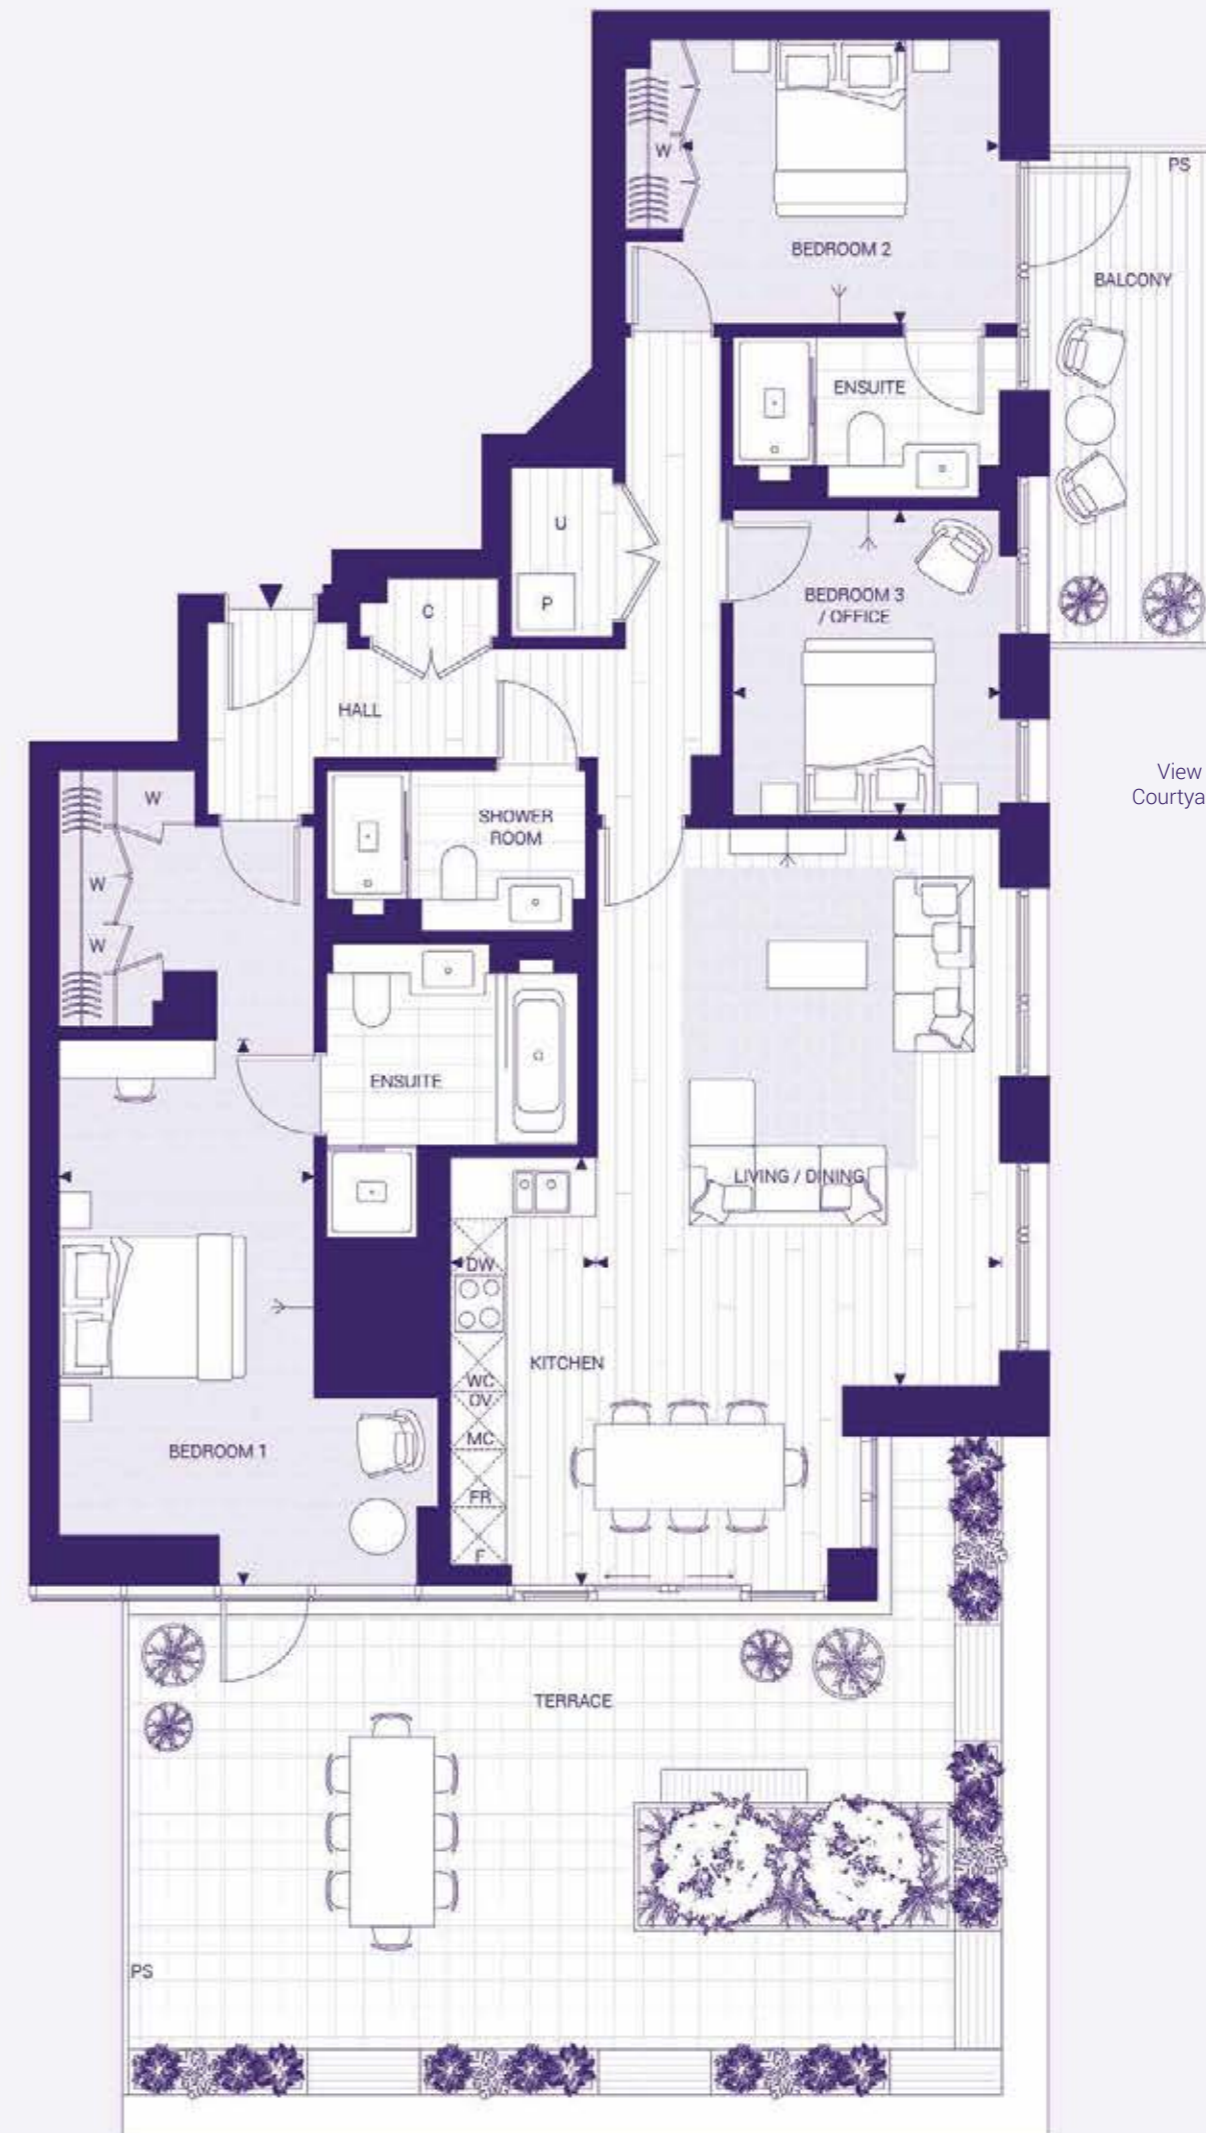 PS
W
BEDROOM 2
BALCONY
ENSUITE
U
P
BEDROOM 3
/ OFFICE
C
HALL
View
Courtya
W
SHOWER
ROOM
W
W
ENSUITE
LIVING / DINING
DW
KITCHEN
WC
OV
MC
FR
F
BEDROOM 1
TERRACE
PS